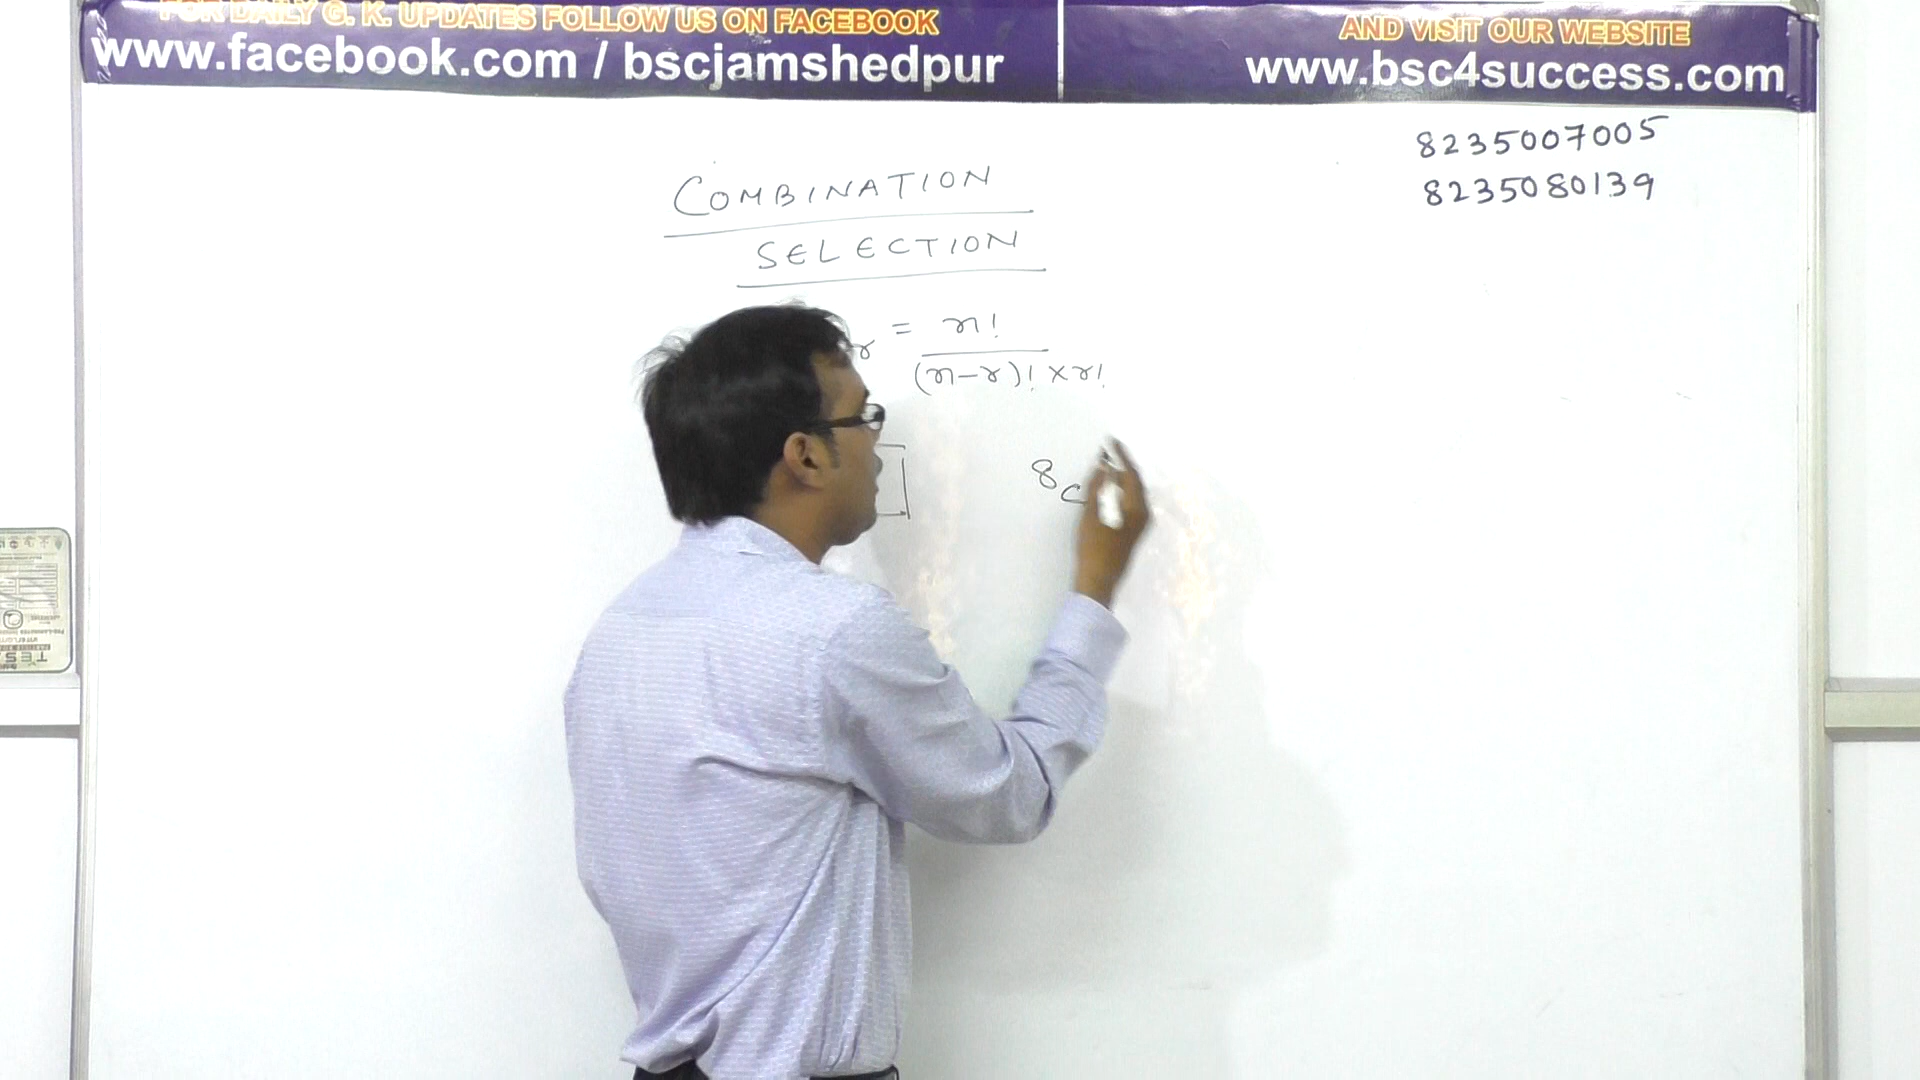 FOR DAILY G. K. UPDATES FOLLOW US ON FACEBOOK
www.facebook.com / bscjamshedpur
AND VISIT OUR WEBSITE
www.bsc4success.com
8235007005
8235080139
COMBINATION
SELECTION
r = n!
(n-r)! × r!
8c
TES